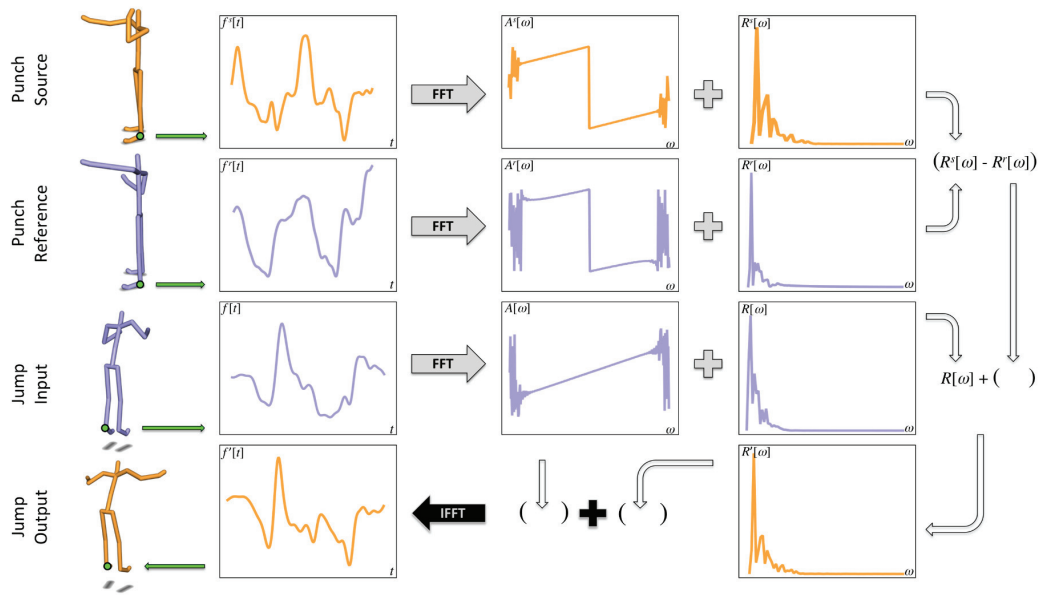 Punch
Source
f^s[t]
t
FFT
A^s[ω]
ω
R^s[ω]
ω
(R^s[ω] - R^r[ω])
Punch
Reference
f^r[t]
t
FFT
A^r[ω]
ω
R^r[ω]
ω
Jump
Input
f[t]
t
FFT
A[ω]
ω
R[ω]
ω
R[ω] + ( )
Jump
Output
f'[t]
t
IFFT
( ) + ( )
R'[ω]
ω